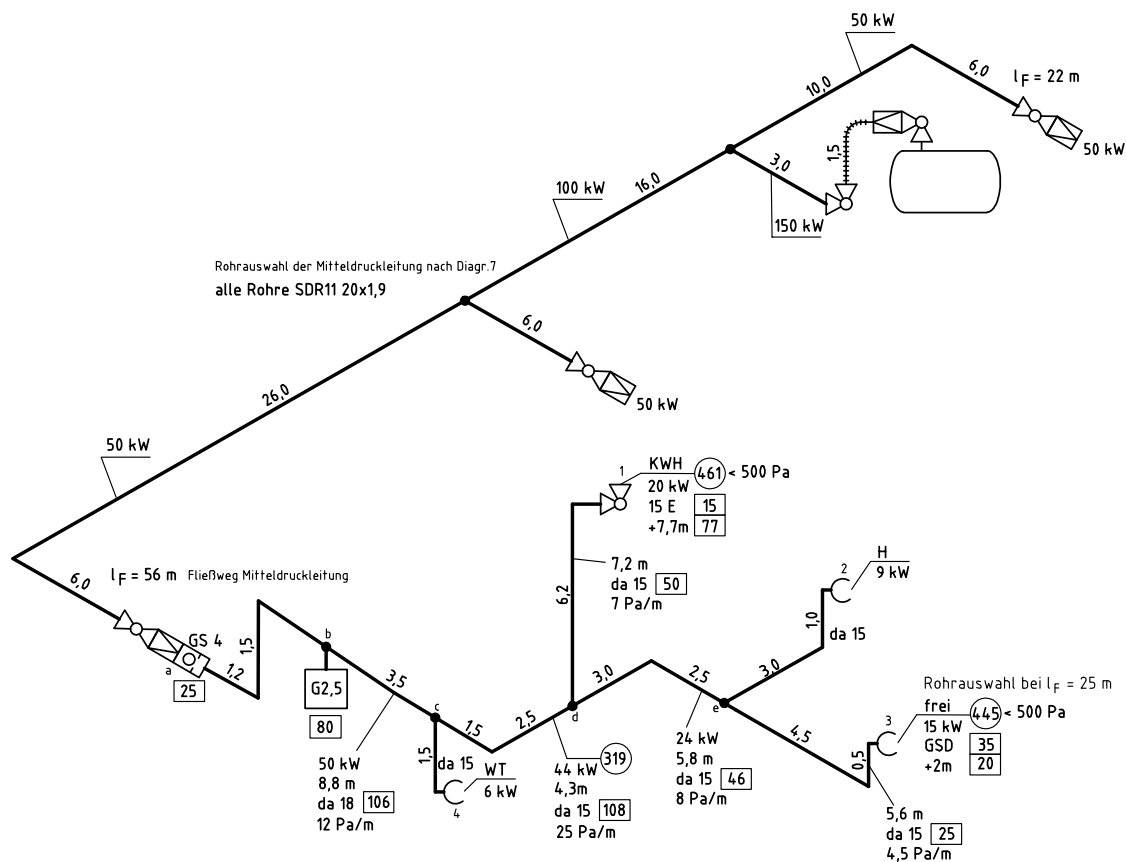 50 kW
10,0
6,0
l F = 22 m
50 kW
1,5
3,0
16,0
100 kW
150 kW
Rohrauswahl der Mitteldruckleitung nach Diagr.7
alle Rohre SDR11 20x1,9
6,0
50 kW
26,0
50 kW
6,0
l F = 56 m Fließweg Mitteldruckleitung
GS 4
a
25
1,2
1,5
b
G2,5
80
3,5
50 kW
8,8 m
da 18 106
12 Pa/m
c
1,5
1,5
da 15
WT
6 kW
4
2,5
d
44 kW 319
4,3m
da 15 108
25 Pa/m
6,2
7,2 m
da 15 50
7 Pa/m
1
KWH 461 < 500 Pa
20 kW
15 E 15
+7,7m 77
3,0
2,5
e
24 kW
5,8 m
da 15 46
8 Pa/m
3,0
1,0
da 15
2
H
9 kW
4,5
0,5
3
Rohrauswahl bei l F = 25 m
frei 445 < 500 Pa
15 kW
GSD 35
+2m 20
5,6 m
da 15 25
4,5 Pa/m